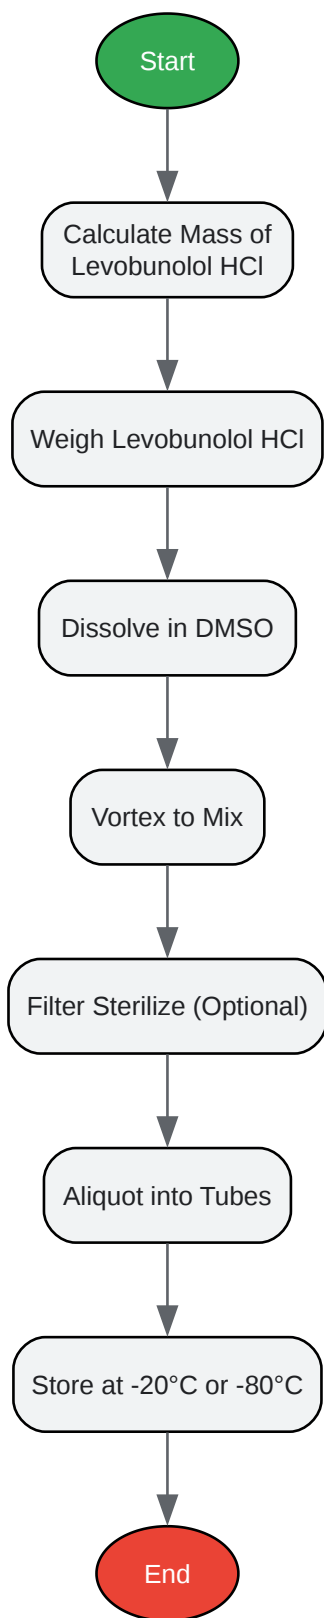 Start
Calculate Mass of
Levobunolol HCl
Weigh Levobunolol HCl
Dissolve in DMSO
Vortex to Mix
Filter Sterilize (Optional)
Aliquot into Tubes
Store at -20°C or -80°C
End